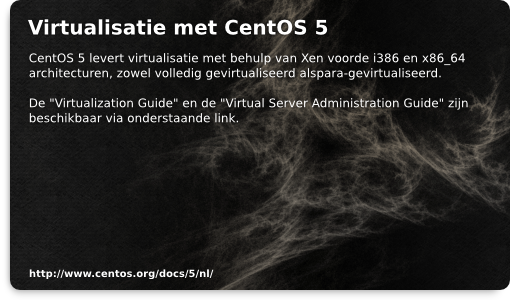 Virtualisatie met CentOS 5
CentOS 5 levert virtualisatie met behulp van Xen voorde i386 en x86_64
architecturen, zowel volledig gevirtualiseerd alspara-gevirtualiseerd.
De "Virtualization Guide" en de "Virtual Server Administration Guide" zijn
beschikbaar via onderstaande link.
http://www.centos.org/docs/5/nl/